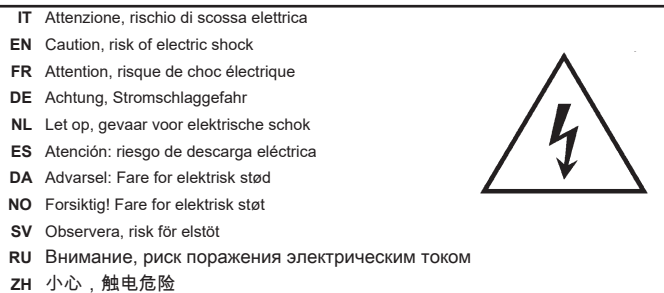 IT Attenzione, rischio di scossa elettrica
EN Caution, risk of electric shock
FR Attention, risque de choc électrique
DE Achtung, Stromschlaggefahr
NL Let op, gevaar voor elektrische schok
ES Atención: riesgo de descarga eléctrica
DA Advarsel: Fare for elektrisk stød
NO Forsiktig! Fare for elektrisk støt
SV Observera, risk för elstöt
RU Внимание, риск поражения электрическим током
ZH 小心，触电危险